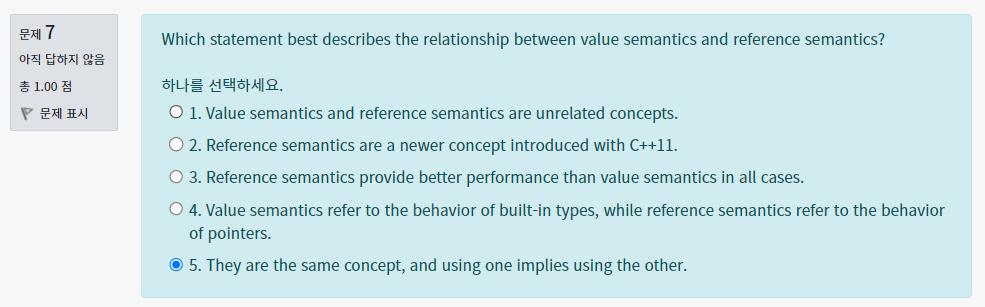 문제 7
아직 답하지 않음
총 1.00 점
문제 표시
Which statement best describes the relationship between value semantics and reference semantics?
하나를 선택하세요.
1. Value semantics and reference semantics are unrelated concepts.
2. Reference semantics are a newer concept introduced with C++11.
3. Reference semantics provide better performance than value semantics in all cases.
4. Value semantics refer to the behavior of built-in types, while reference semantics refer to the behavior
of pointers.
5. They are the same concept, and using one implies using the other.